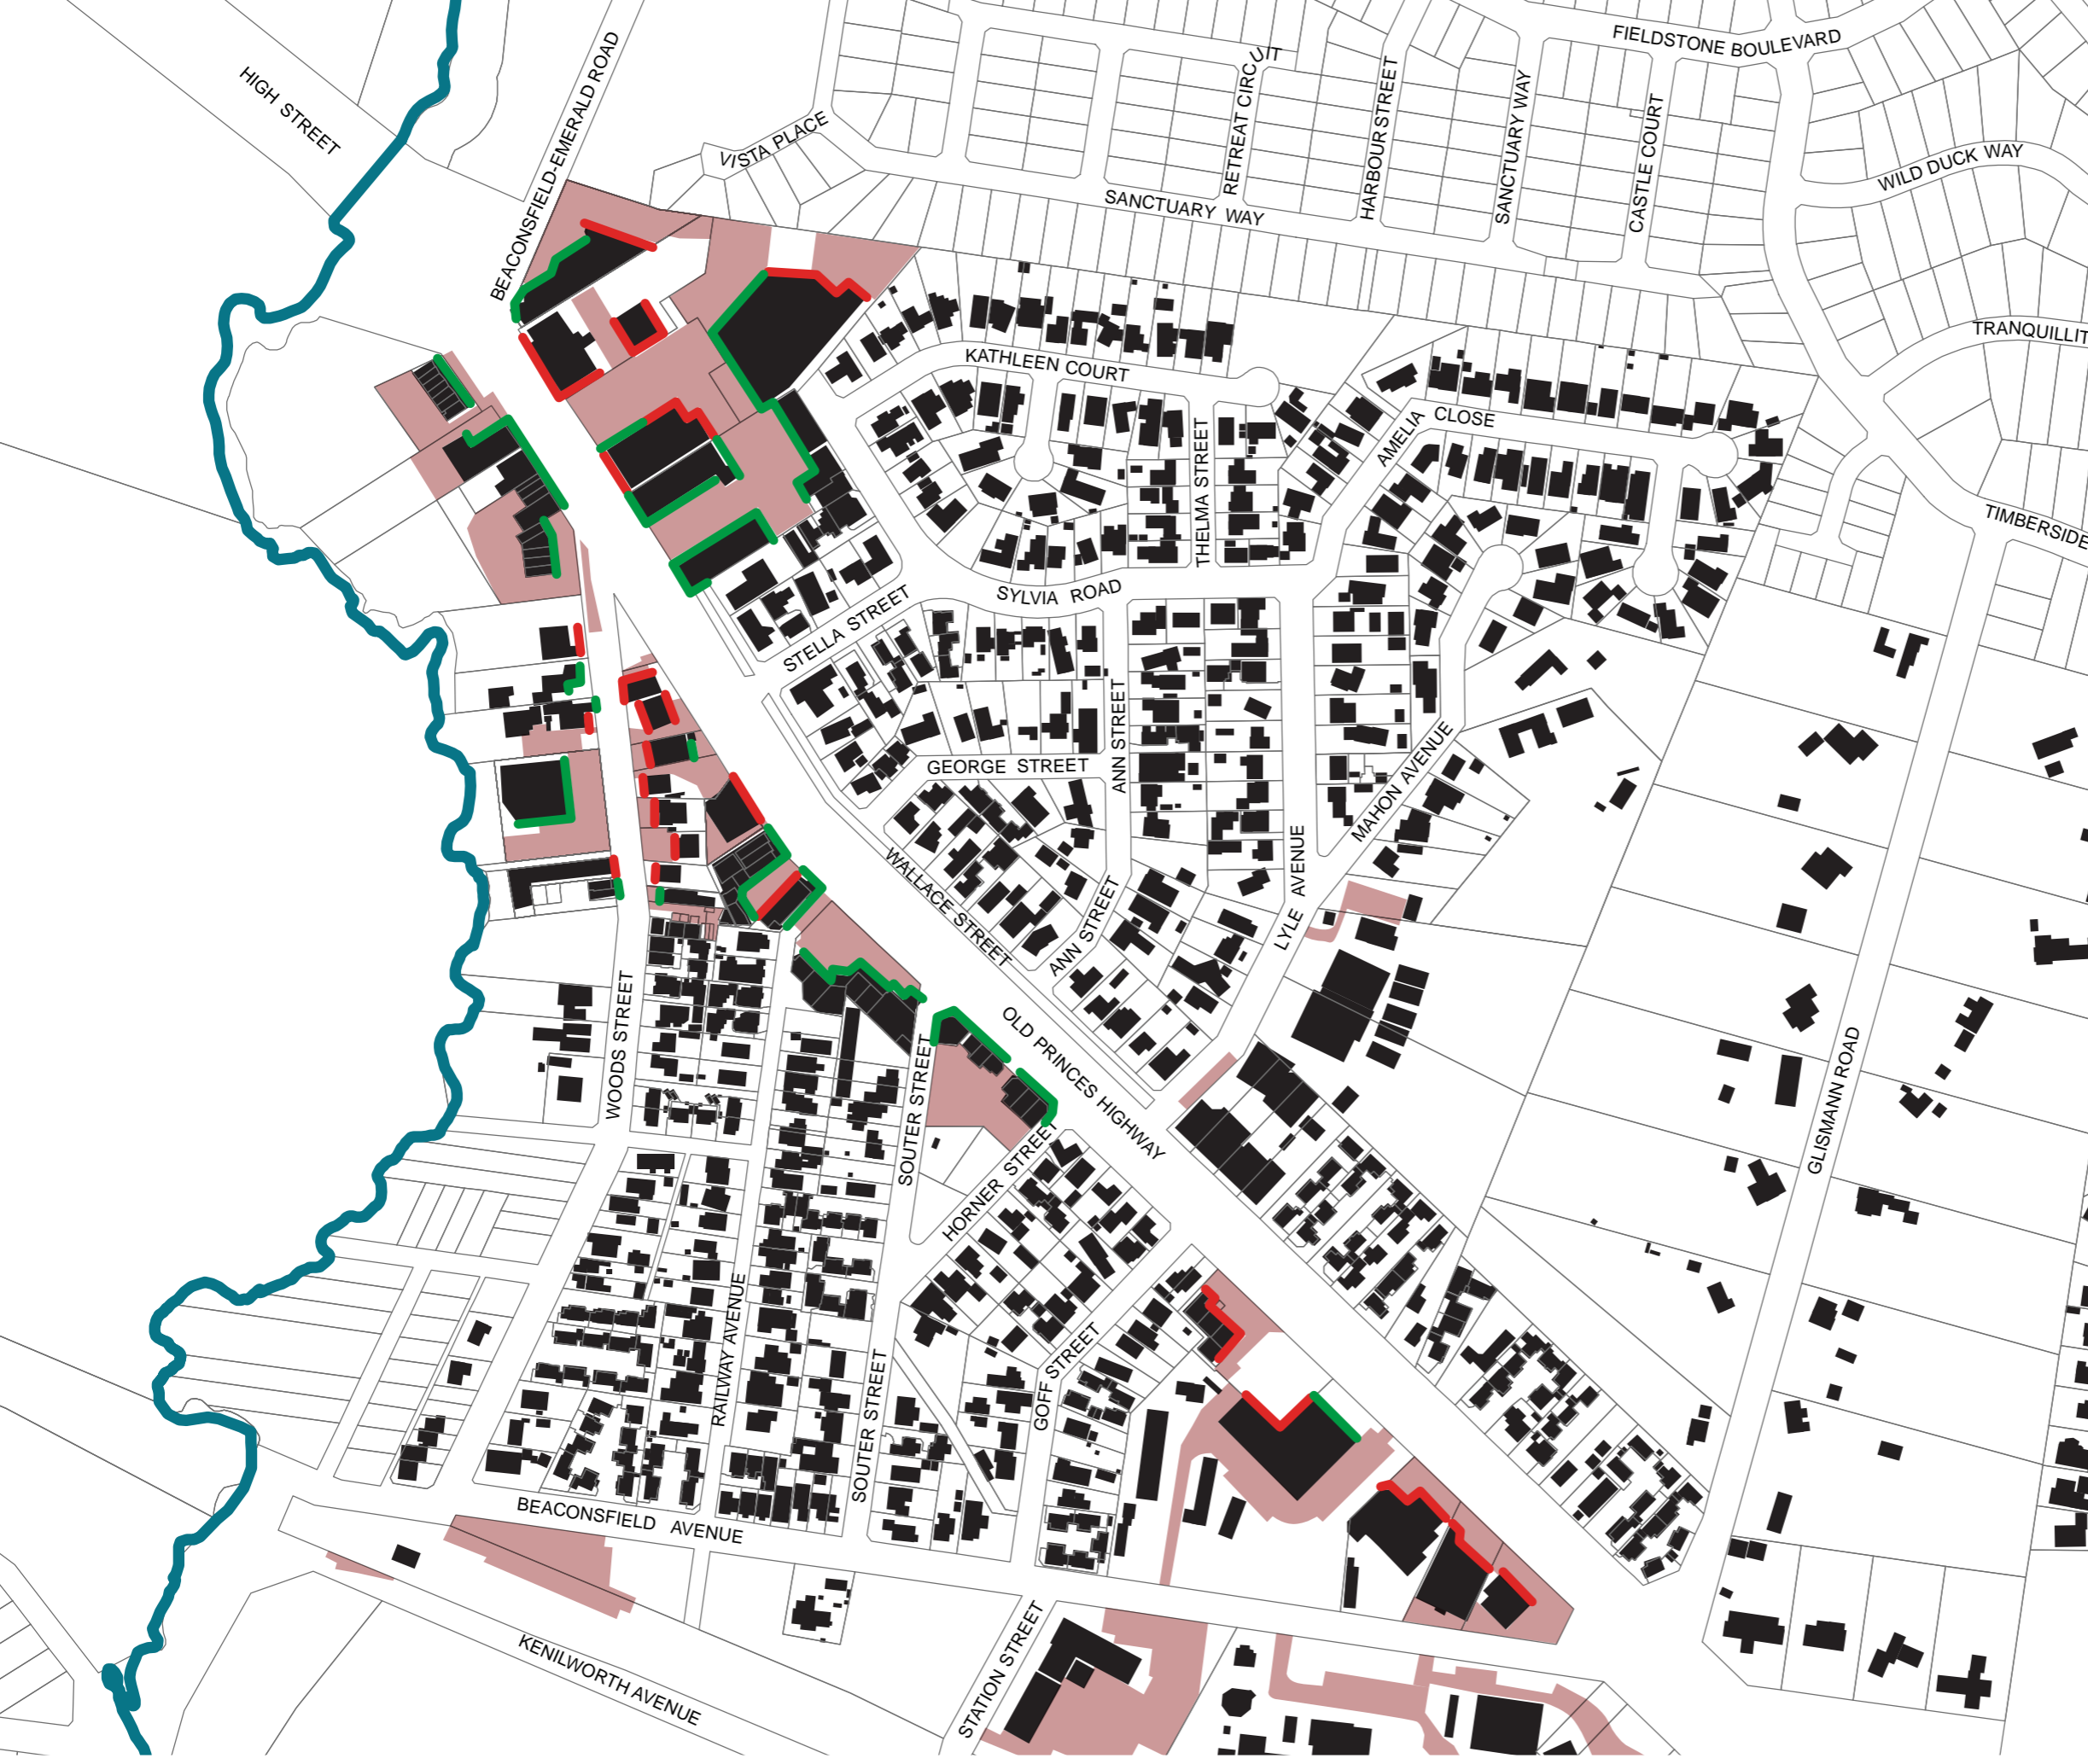 FIELDSTONE BOULEVARD
RETREAT CIRCUIT
HIGH STREET
BEACONSFIELD-EMERALD ROAD
VISTA PLACE
HARBOUR STREET
SANCTUARY WAY
CASTLE COURT
WILD DUCK WAY
SANCTUARY WAY
TRANQUILLIT
KATHLEEN COURT
AMELIA CLOSE
THELMA STREET
TIMBERSIDE
SYLVIA ROAD
STELLA STREET
ANN STREET
GEORGE STREET
MAHON AVENUE
WALLACE STREET
LYLE AVENUE
ANN STREET
WOODS STREET
OLD PRINCES HIGHWAY
SOUTER STREET
GLISMANN ROAD
HORNER STREET
RAILWAY AVENUE
GOFF STREET
SOUTER STREET
BEACONSFIELD AVENUE
STATION STREET
KENILWORTH AVENUE